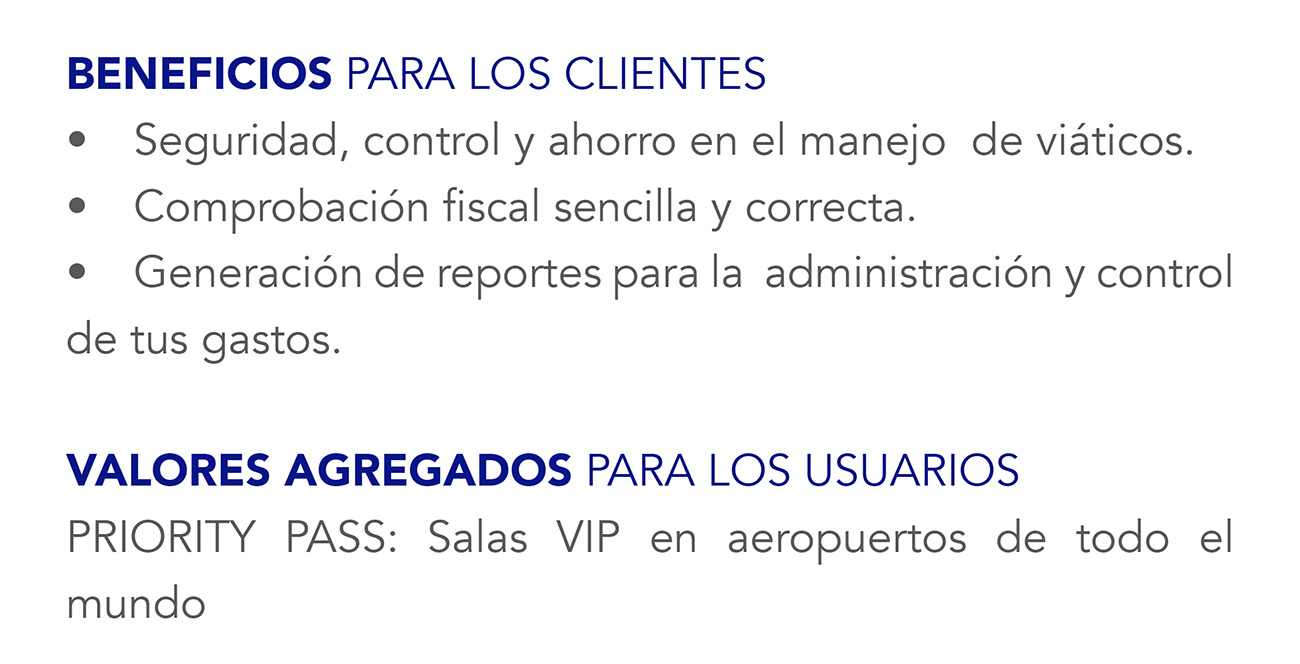 BENEFICIOS PARA LOS CLIENTES
• Seguridad, control y ahorro en el manejo de viáticos.
• Comprobación fiscal sencilla y correcta.
• Generación de reportes para la administración y control
de tus gastos.
VALORES AGREGADOS PARA LOS USUARIOS
PRIORITY PASS: Salas VIP en aeropuertos de todo el
mundo